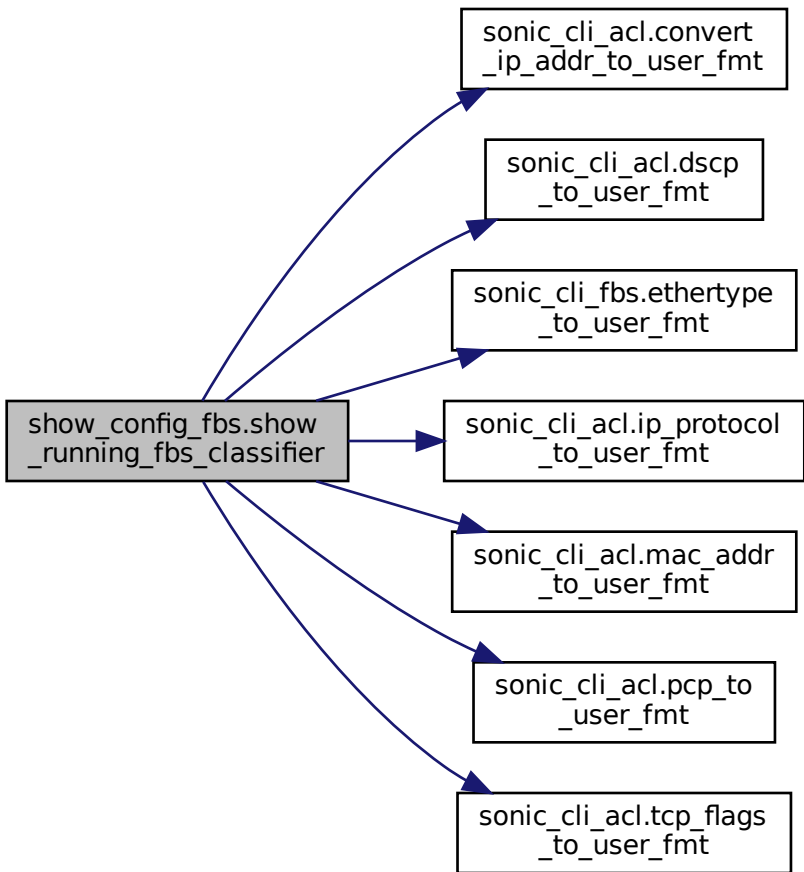 sonic_cli_acl.convert
_ip_addr_to_user_fmt
sonic_cli_acl.dscp
_to_user_fmt
sonic_cli_fbs.ethertype
_to_user_fmt
show_config_fbs.show
_running_fbs_classifier
sonic_cli_acl.ip_protocol
_to_user_fmt
sonic_cli_acl.mac_addr
_to_user_fmt
sonic_cli_acl.pcp_to
_user_fmt
sonic_cli_acl.tcp_flags
_to_user_fmt